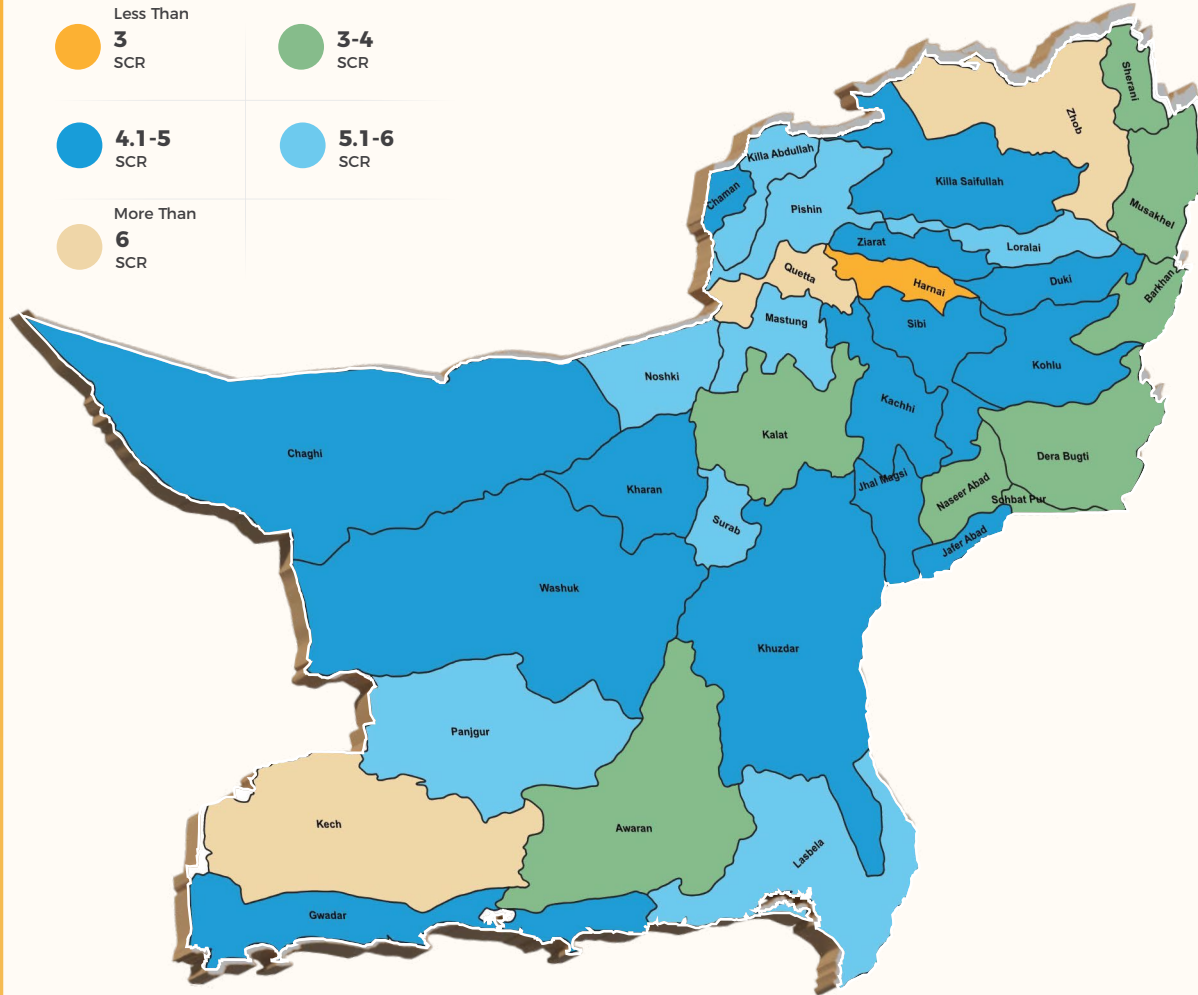 Less Than
3
SCR
3-4
SCR
4.1-5
SCR
5.1-6
SCR
More Than
6
SCR
Sherani
Zhob
Killa Abdullah
Killa Saifullah
Chaman
Pishin
Musakhel
Ziarat
Loralai
Quetta
Duki
Barkhan
Harnai
Mastung
Sibi
Noshki
Kohlu
Kachhi
Kalat
Chaghi
Dera Bugti
Jhal Magsi
Kharan
Naseer Abad
Sohbat Pur
Surab
Jafer Abad
Washuk
Khuzdar
Panjgur
Kech
Awaran
Lasbela
Gwadar